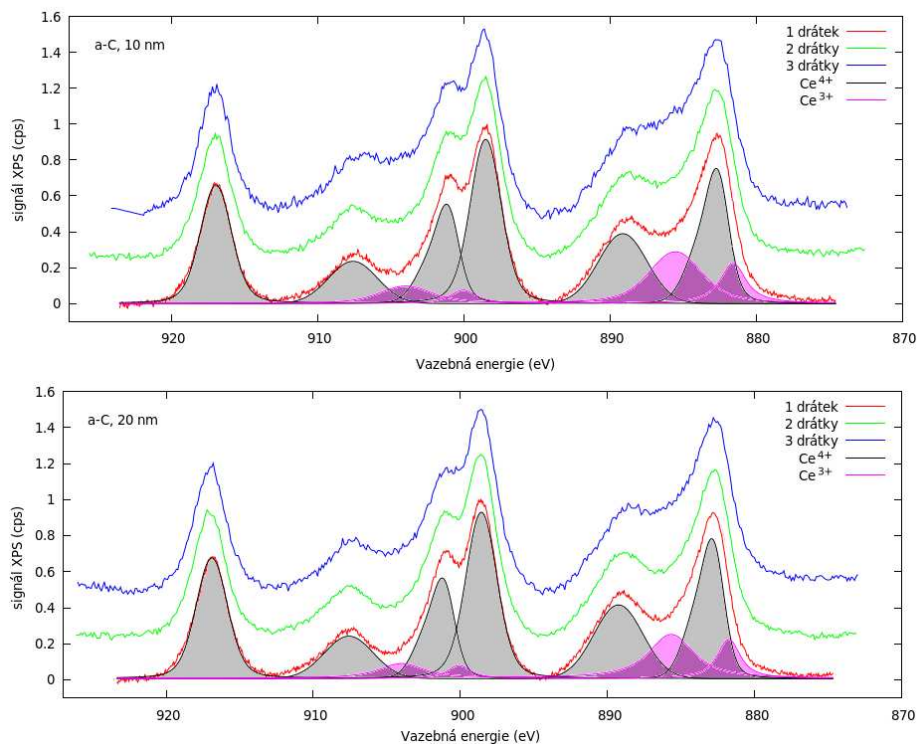 1.6
a-C, 10 nm
1 drátek
1.4
2 drátky
3 drátky
1.2
Ce4+
Ce3+
1
0.8
0.6
0.4
0.2
0
signál XPS (cps)
920 910 900 890 880 870
Vazebná energie (eV)
1.6
a-C, 20 nm
1 drátek
1.4
2 drátky
3 drátky
1.2
Ce4+
Ce3+
1
0.8
0.6
0.4
0.2
0
signál XPS (cps)
920 910 900 890 880 870
Vazebná energie (eV)